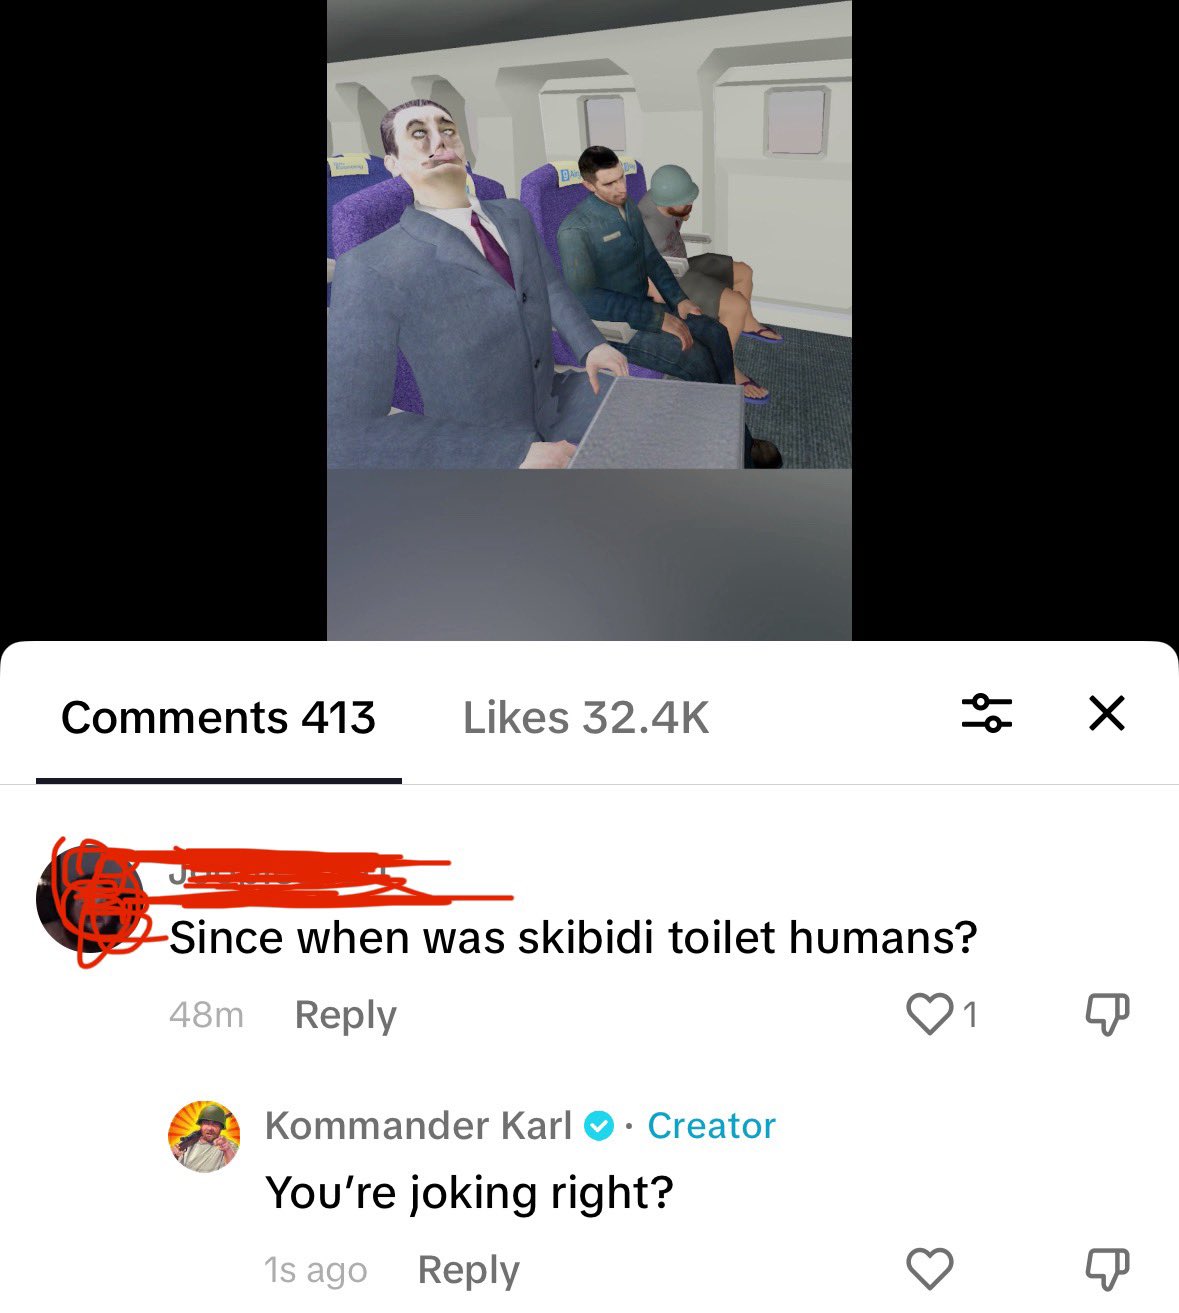 Comments 413
Likes 32.4K
Since when was skibidi toilet humans?
48m Reply
1
Kommander Karl · Creator
You’re joking right?
1s ago Reply